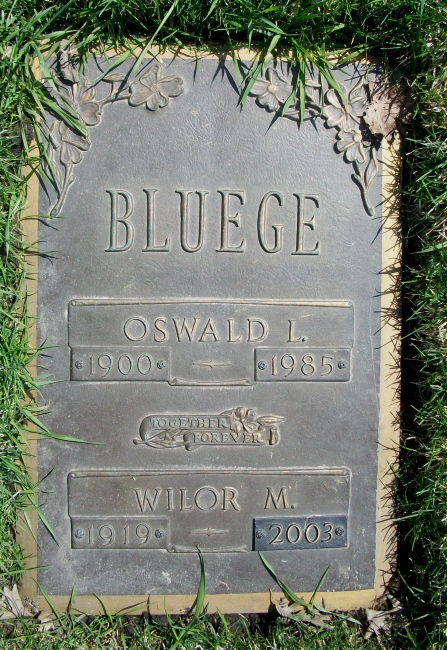 BLUEGE
OSWALD L.
1900 1985
TOGETHER
FOREVER
WILOR M.
1919 2003